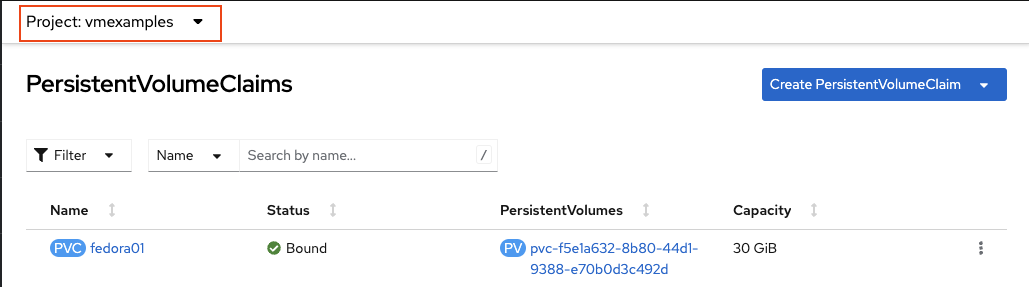 Project: vmexamples
PersistentVolumeClaims
Create PersistentVolumeClaim
Filter
Name
Search by name...
/
Name Status PersistentVolumes Capacity
PVC fedora01 Bound PV pvc-f5e1a632-8b80-44d1- 30 GiB
9388-e70b0d3c492d